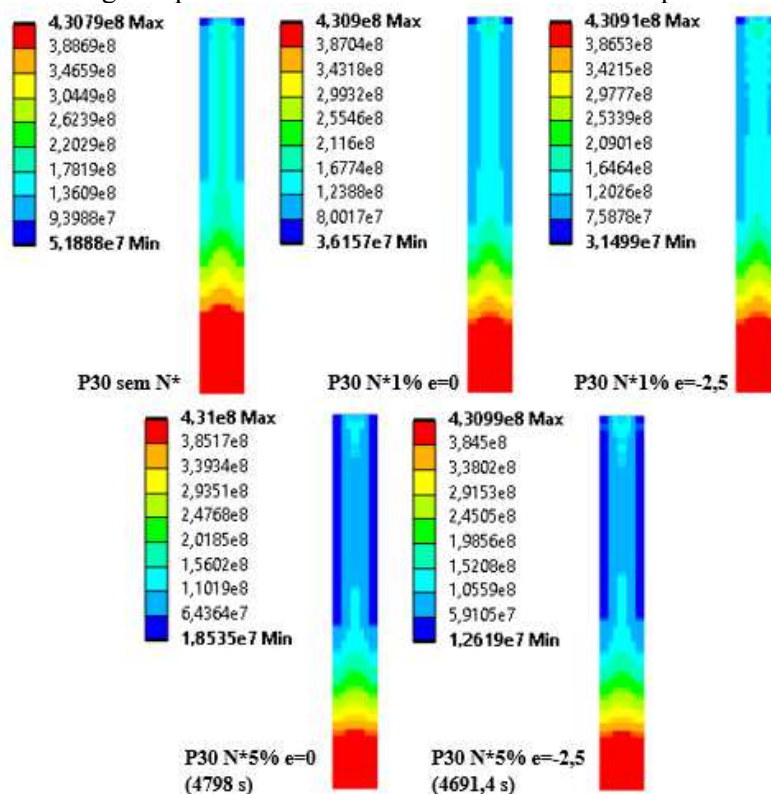 4,3079e8 Max
3,8869e8
3,4659e8
3,0449e8
2,6239e8
2,2029e8
1,7819e8
1,3609e8
9,3988e7
5,1888e7 Min
P30 sem N*
4,309e8 Max
3,8704e8
3,4318e8
2,9932e8
2,5546e8
2,116e8
1,6774e8
1,2388e8
8,0017e7
3,6157e7 Min
P30 N*1% e=0
4,3091e8 Max
3,8653e8
3,4215e8
2,9777e8
2,5339e8
2,0901e8
1,6464e8
1,2026e8
7,5878e7
3,1499e7 Min
P30 N*1% e=-2,5
4,31e8 Max
3,8517e8
3,3934e8
2,9351e8
2,4768e8
2,0185e8
1,5602e8
1,1019e8
6,4364e7
1,8535e7 Min
P30 N*5% e=0
(4798 s)
4,3099e8 Max
3,845e8
3,3802e8
2,9153e8
2,4505e8
1,9856e8
1,5208e8
1,0559e8
5,9105e7
1,2619e7 Min
P30 N*5% e=-2,5
(4691,4 s)